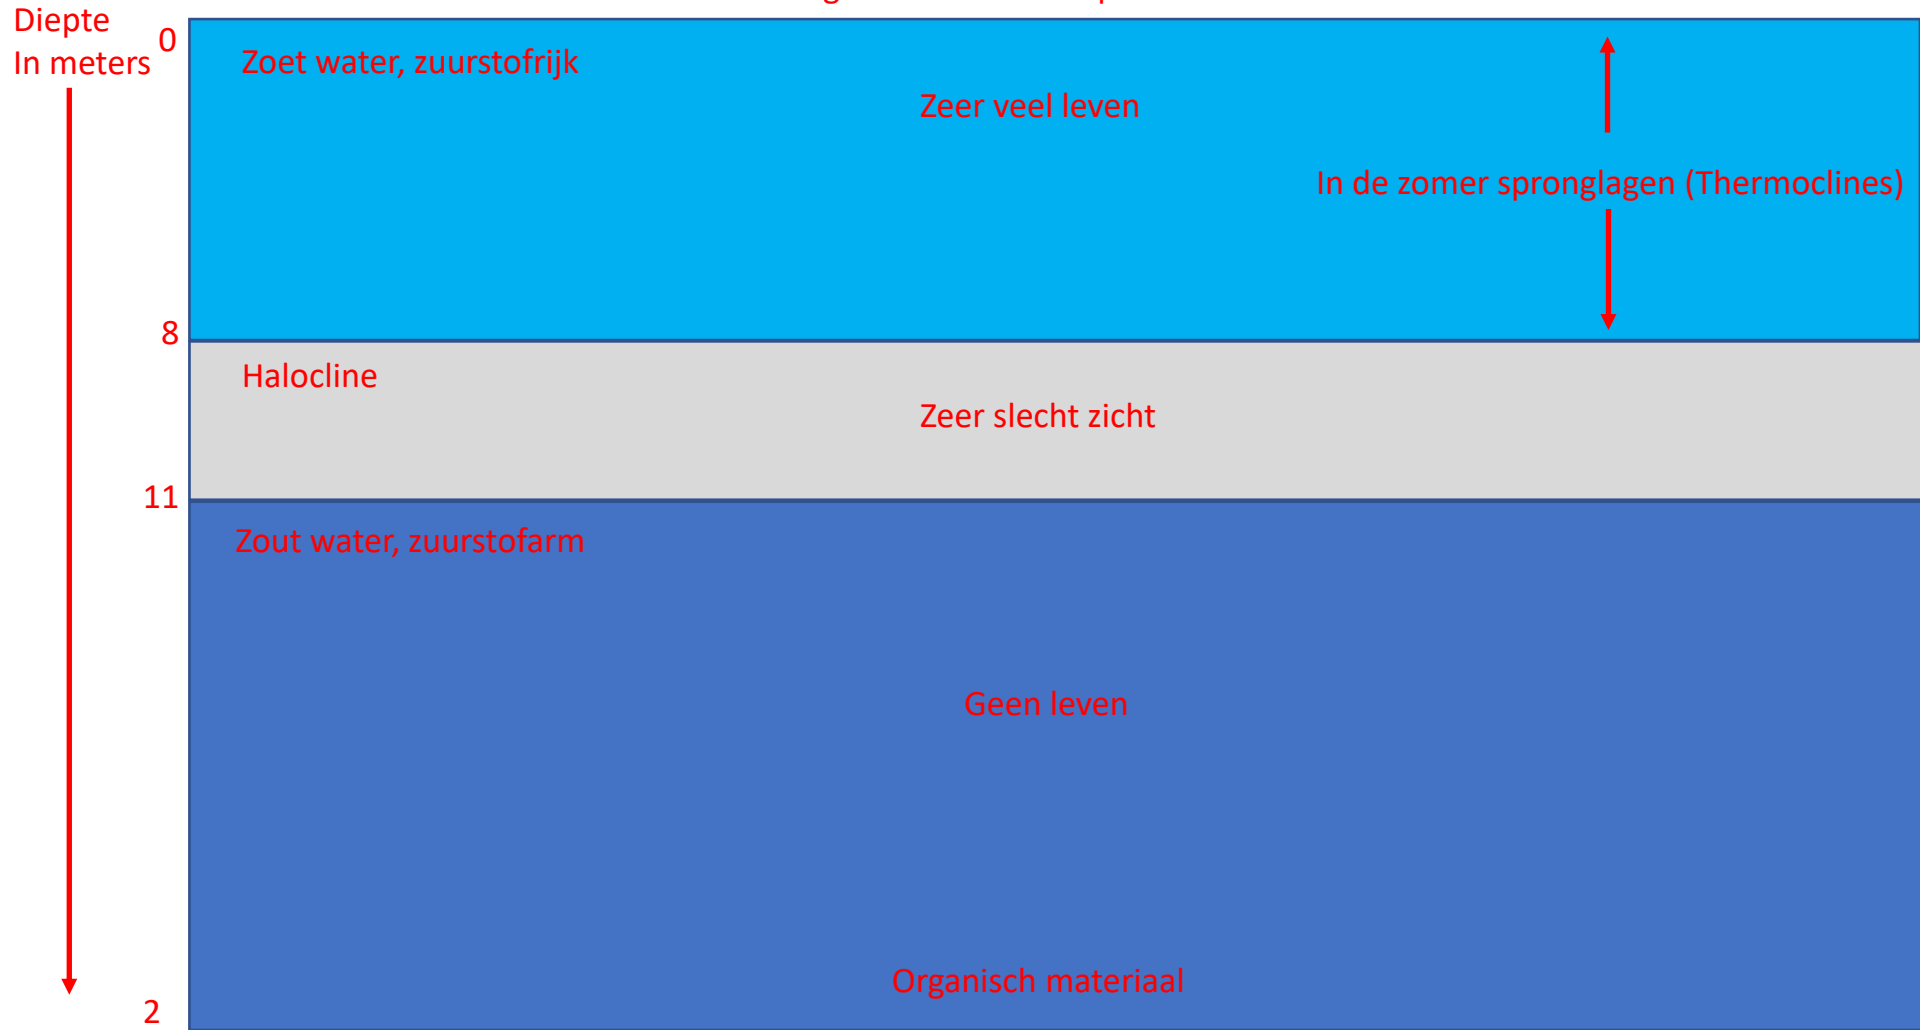 Diepte
In meters
0
Zoet water, zuurstofrijk
Zeer veel leven
In de zomer spronglagen (Thermoclines)
8
Halocline
Zeer slecht zicht
11
Zout water, zuurstofarm
Geen leven
Organisch materiaal
2